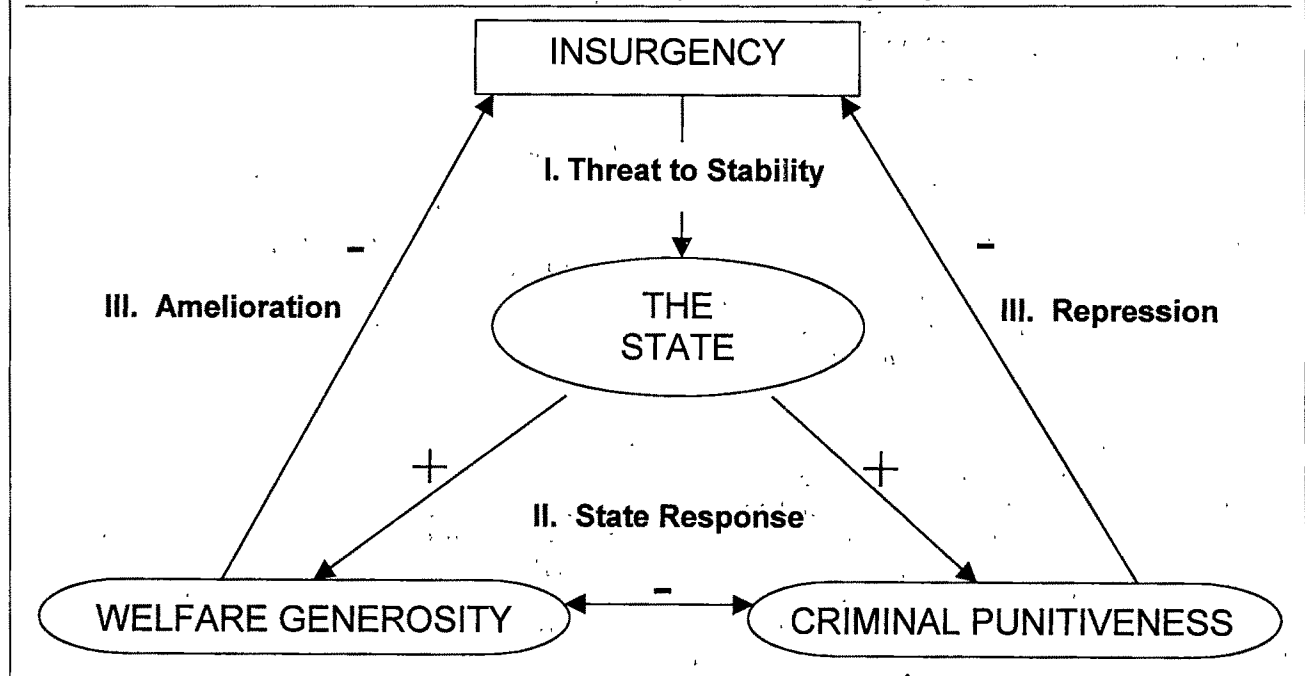 INSURGENCY
I. Threat to Stability
-
-
III. Amelioration
THE
STATE
III. Repression
+
+
II. State Response
WELFARE GENEROSITY
-
CRIMINAL PUNITIVENESS